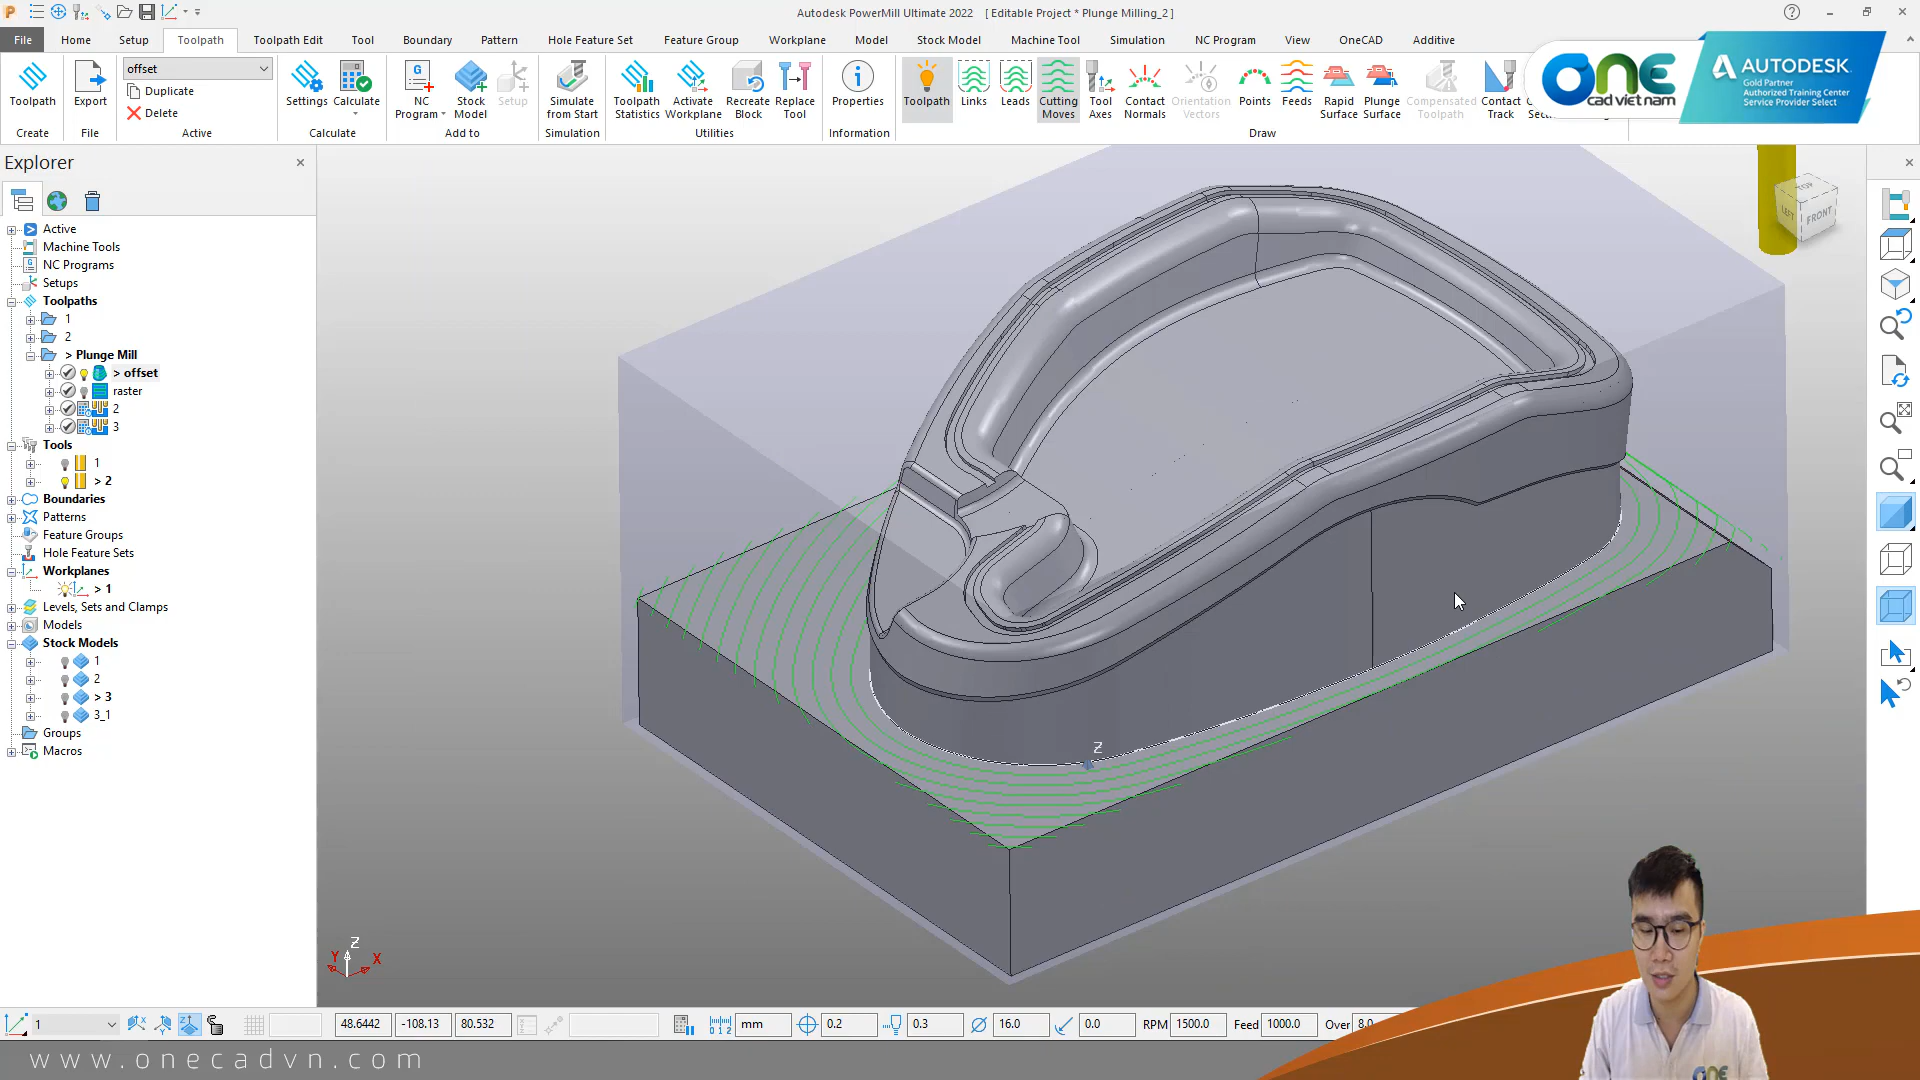 Autodesk PowerMill Ultimate 2022 [ Editable Project * Plunge Milling_2 ]
File Home Setup Toolpath Toolpath Edit Tool Boundary Pattern Hole Feature Set Feature Group Workplane Model Stock Model Machine Tool Simulation NC Program View OneCAD Additive
offset
Duplicate
Delete
Toolpath
Export
Settings Calculate
NC Program
Stock Model
Setup
Simulate from Start
Toolpath Statistics
Activate Workplane
Recreate Block
Replace Tool
Properties
Toolpath
Links
Leads
Cutting Moves
Tool Axes
Contact Normals
Orientation Vectors
Points
Feeds
Rapid Surface
Plunge Surface
Compensated Toolpath
Contact Track
Create File Active Calculate Add to Simulation Utilities Information Draw
ONE
cad viet nam
AUTODESK.
Gold Partner
Authorized Training Center
Service Provider Select
Explorer
Active
Machine Tools
NC Programs
Setups
Toolpaths
1
2
> Plunge Mill
> offset
raster
2
3
Tools
1
> 2
Boundaries
Patterns
Feature Groups
Hole Feature Sets
Workplanes
> 1
Levels, Sets and Clamps
Models
Stock Models
1
2
> 3
3_1
Groups
Macros
TOP
LEFT
FRONT
Z
Z
Y
X
1
48.6442 -108.13 80.532 mm 0.2 0.3 16.0 0.0 RPM 1500.0 Feed 1000.0 Over 8.0
www.onecadvn.com
ONE